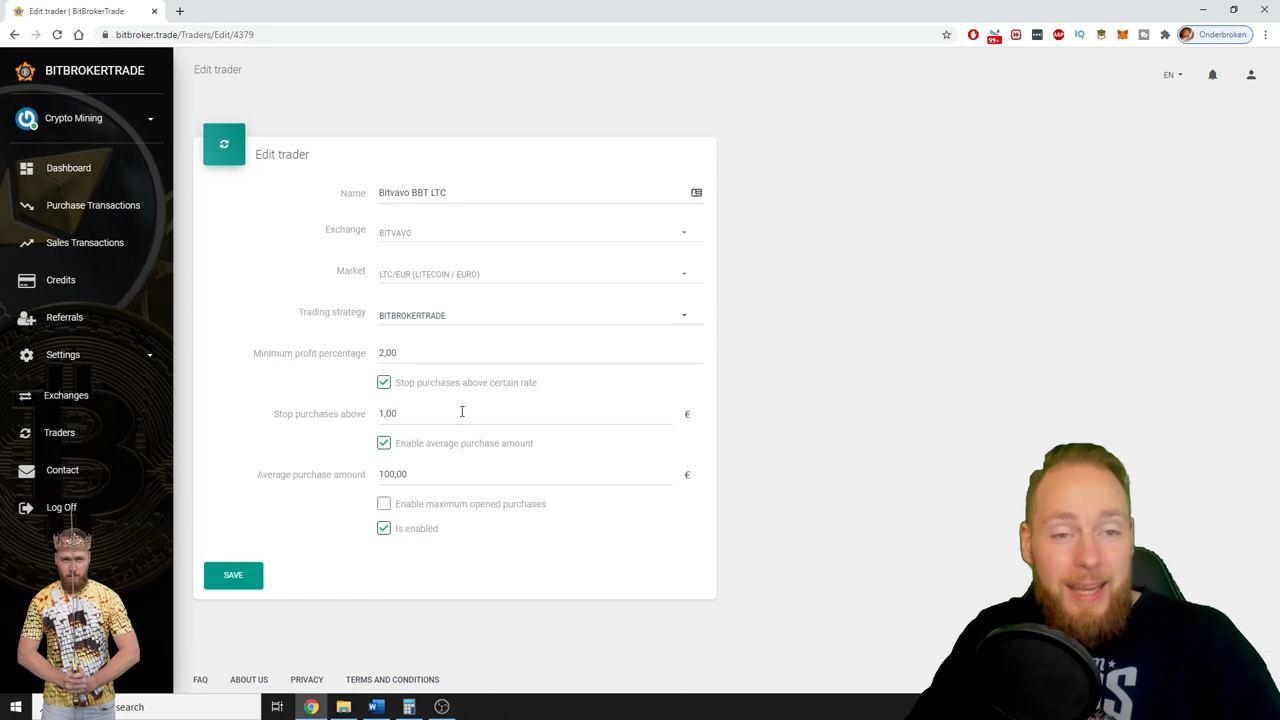 Edit trader | BitBrokerTrade
bitbroker.trade/Traders/Edit/4379
99+
ABP
IQ
Onderbroken
BITBROKERTRADE
Crypto Mining
Dashboard
Purchase Transactions
Sales Transactions
Credits
Referrals
Settings
Exchanges
Traders
Contact
Log Off
Edit trader
EN
Edit trader
Name Bitvavo BBT LTC
Exchange BITVAVO
Market LTC/EUR (LITECOIN / EURO)
Trading strategy BITBROKERTRADE
Minimum profit percentage 2,00
Stop purchases above certain rate
Stop purchases above 1,00 €
Enable average purchase amount
Average purchase amount 100,00 €
Enable maximum opened purchases
Is enabled
SAVE
FAQ ABOUT US PRIVACY TERMS AND CONDITIONS
search